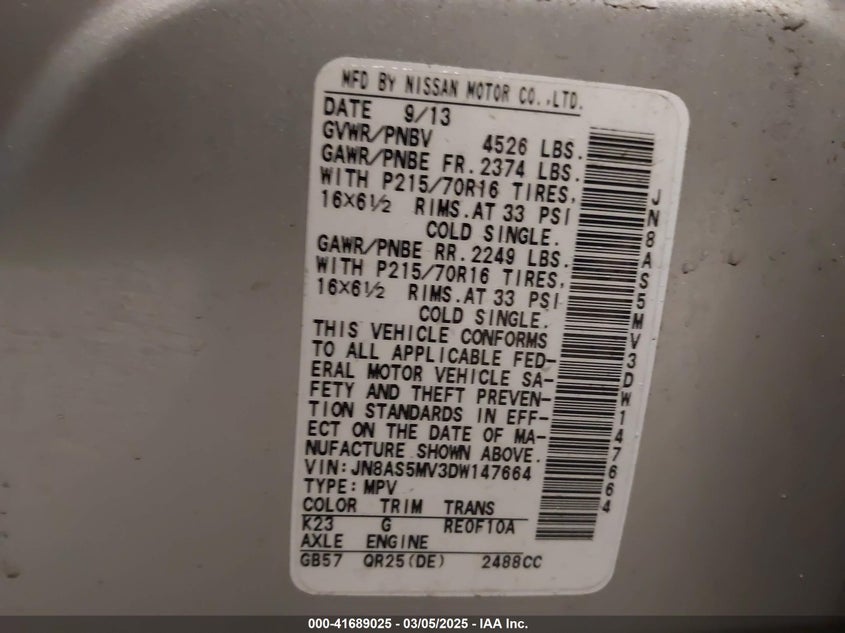 MFD BY NISSAN MOTOR CO.,LTD.
DATE 9/13
GVWR/PNBV 4526 LBS.
GAWR/PNBE FR. 2374 LBS.
WITH P215/70R16 TIRES,
16×6½ RIMS. AT 33 PSI
COLD SINGLE.
GAWR/PNBE RR. 2249 LBS.
WITH P215/70R16 TIRES,
16×6½ RIMS. AT 33 PSI
COLD SINGLE.
THIS VEHICLE CONFORMS
TO ALL APPLICABLE FED-
ERAL MOTOR VEHICLE SA-
FETY AND THEFT PREVEN-
TION STANDARDS IN EFF-
ECT ON THE DATE OF MA-
NUFACTURE SHOWN ABOVE.
VIN: JN8AS5MV3DW147664
TYPE: MPV
COLOR TRIM TRANS
K23 G RE0F10A
AXLE ENGINE
GB57 QR25(DE) 2488CC
JN8AS5MV3DW147664
000-41689025 - 03/05/2025 - IAA Inc.